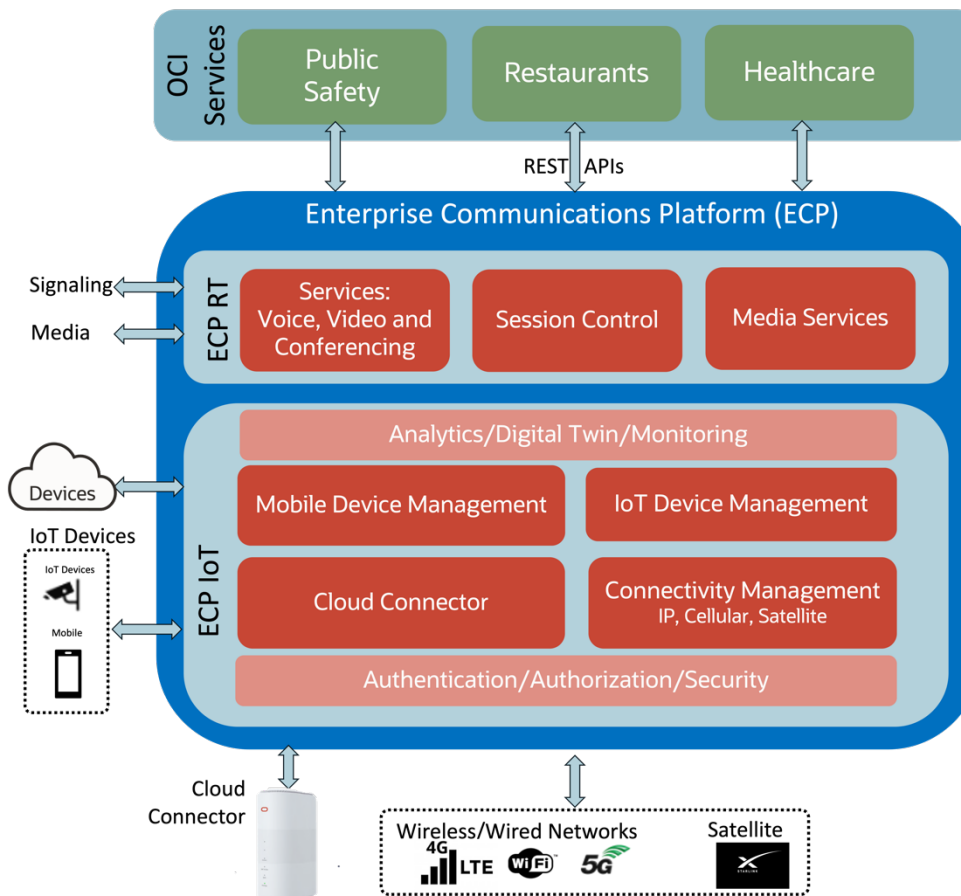 OCI
Services
Public
Safety
Restaurants
Healthcare
REST APIs
Enterprise Communications Platform (ECP)
Signaling
Media
ECP RT
Services:
Voice, Video and
Conferencing
Session Control
Media Services
Analytics/Digital Twin/Monitoring
Devices
Mobile Device Management
IoT Device Management
IoT Devices
IoT Devices
Mobile
ECP IoT
Cloud Connector
Connectivity Management
IP, Cellular, Satellite
Authentication/Authorization/Security
Cloud
Connector
Wireless/Wired Networks
Satellite
4G
LTE
WiFi
5G
STARLINK